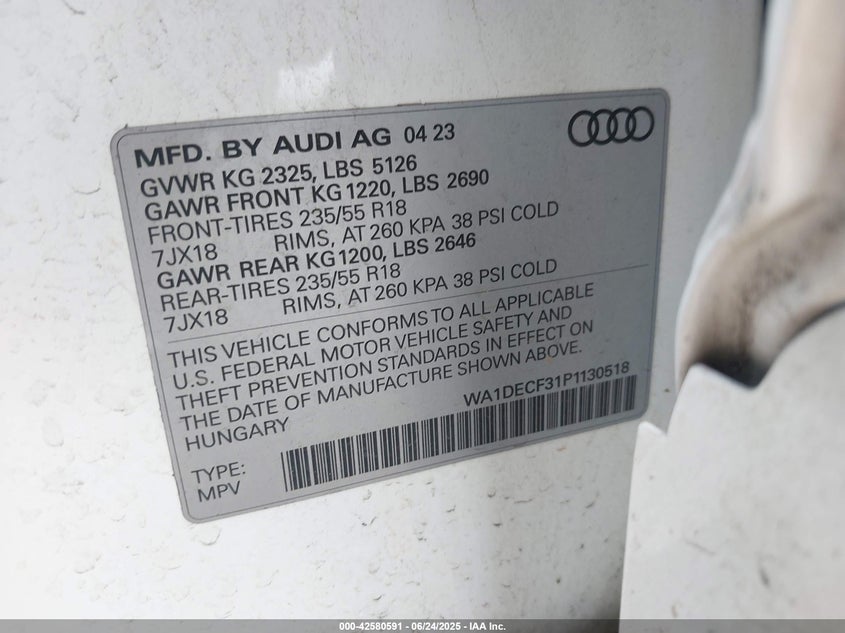 MFD. BY AUDI AG 04 23
GVWR KG 2325, LBS 5126
GAWR FRONT KG 1220, LBS 2690
FRONT-TIRES 235/55 R18
7JX18 RIMS, AT 260 KPA 38 PSI COLD
GAWR REAR KG 1200, LBS 2646
REAR-TIRES 235/55 R18
7JX18 RIMS, AT 260 KPA 38 PSI COLD
THIS VEHICLE CONFORMS TO ALL APPLICABLE
U.S. FEDERAL MOTOR VEHICLE SAFETY AND
THEFT PREVENTION STANDARDS IN EFFECT ON
THE DATE OF MANUFACTURE SHOWN ABOVE.
HUNGARY WA1DECF31P1130518
TYPE:
MPV
000-42580591 - 06/24/2025 - IAA Inc.